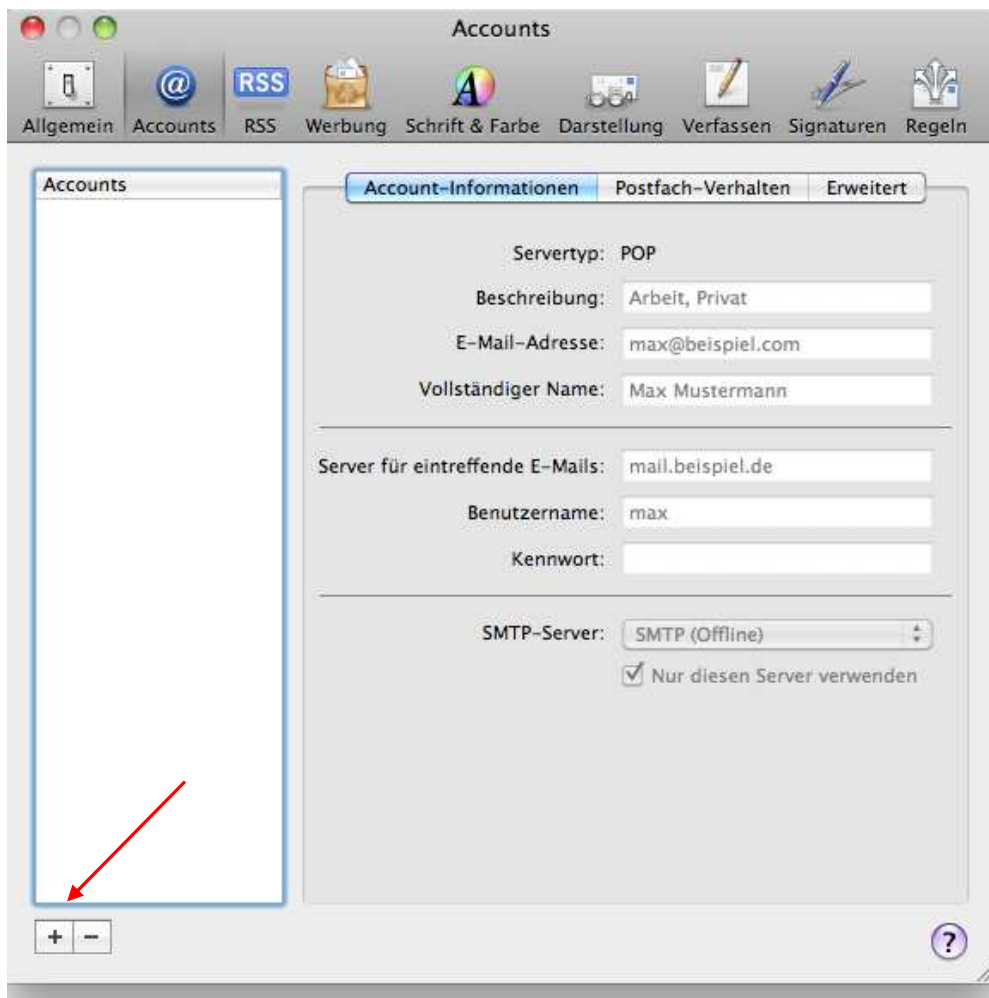 Accounts
RSS
Allgemein Accounts RSS Werbung Schrift & Farbe Darstellung Verfassen Signaturen Regeln
Accounts
Account-Informationen Postfach-Verhalten Erweitert
Servertyp: POP
Beschreibung: Arbeit, Privat
E-Mail-Adresse: max@beispiel.com
Vollständiger Name: Max Mustermann
Server für eintreffende E-Mails: mail.beispiel.de
Benutzername: max
Kennwort:
SMTP-Server: SMTP (Offline)
Nur diesen Server verwenden
+ − ?